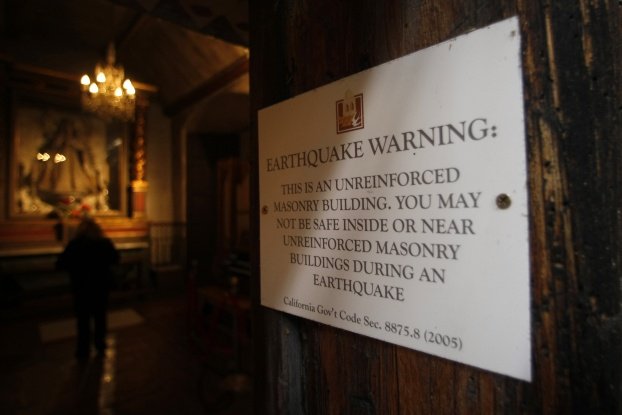 EARTHQUAKE WARNING:
THIS IS AN UNREINFORCED
MASONRY BUILDING. YOU MAY
NOT BE SAFE INSIDE OR NEAR
UNREINFORCED MASONRY
BUILDINGS DURING AN
EARTHQUAKE
California Gov't Code Sec. 8875.8 (2005)